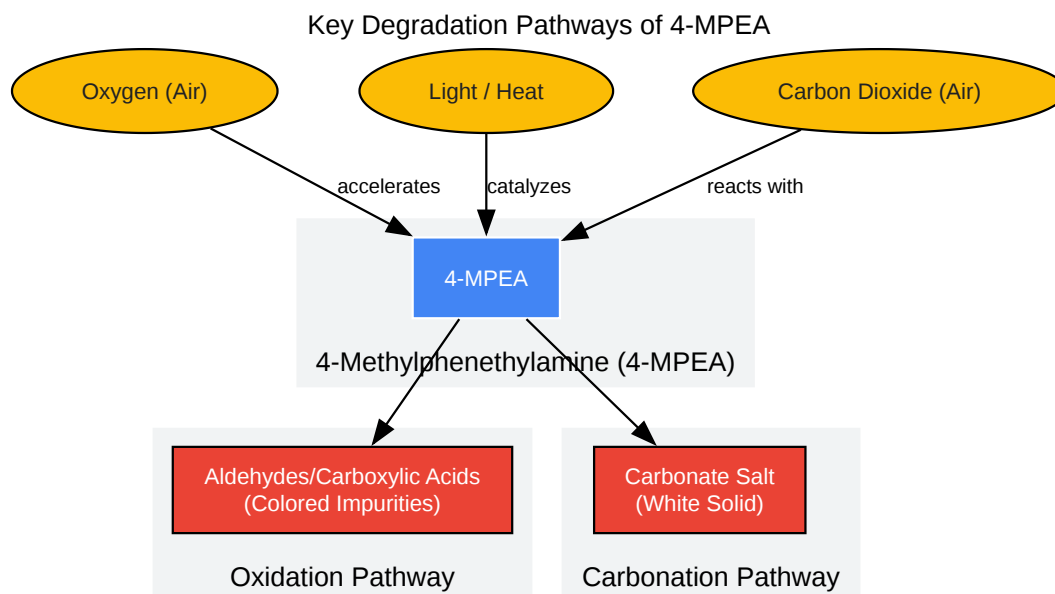 Key Degradation Pathways of 4-MPEA
Oxygen (Air)
Light / Heat
Carbon Dioxide (Air)
accelerates
catalyzes
reacts with
4-MPEA
4-Methylphenethylamine (4-MPEA)
Aldehydes/Carboxylic Acids
(Colored Impurities)
Carbonate Salt
(White Solid)
Oxidation Pathway
Carbonation Pathway